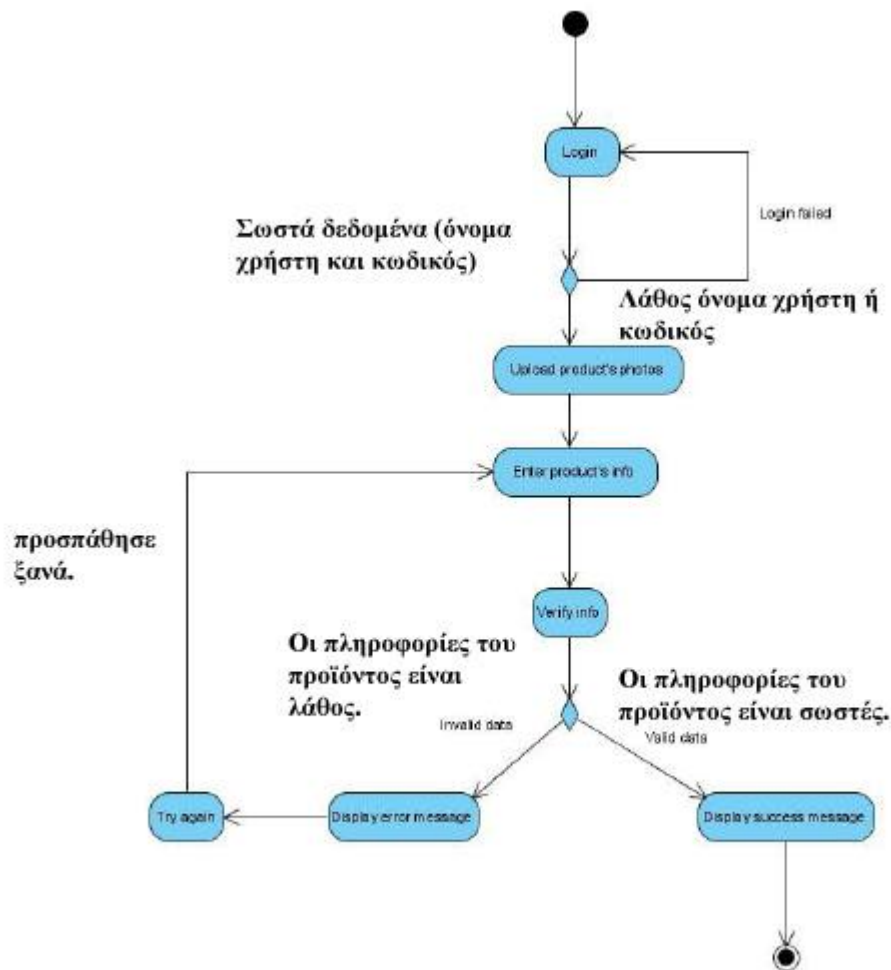 Login
Login failed
Σωστά δεδομένα (όνομα
χρήστη και κωδικός)
Λάθος όνομα χρήστη ή
κωδικός
Upload product's photos
Enter product's info
προσπάθησε
ξανά.
Verify info
Οι πληροφορίες του
προϊόντος είναι
λάθος.
Οι πληροφορίες του
προϊόντος είναι σωστές.
Invalid data
Valid data
Try again
Display error message
Display success message